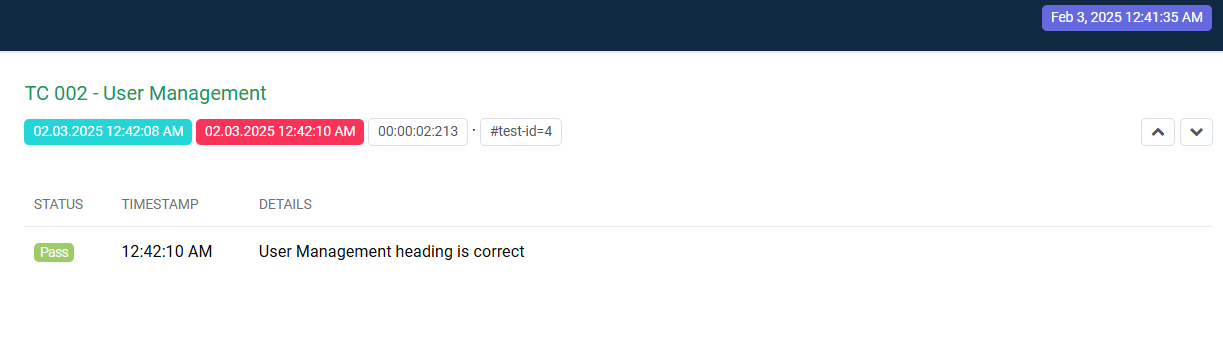 Feb 3, 2025 12:41:35 AM
TC 002 - User Management
02.03.2025 12:42:08 AM 02.03.2025 12:42:10 AM 00:00:02:213 · #test-id=4
STATUS TIMESTAMP DETAILS
Pass 12:42:10 AM User Management heading is correct